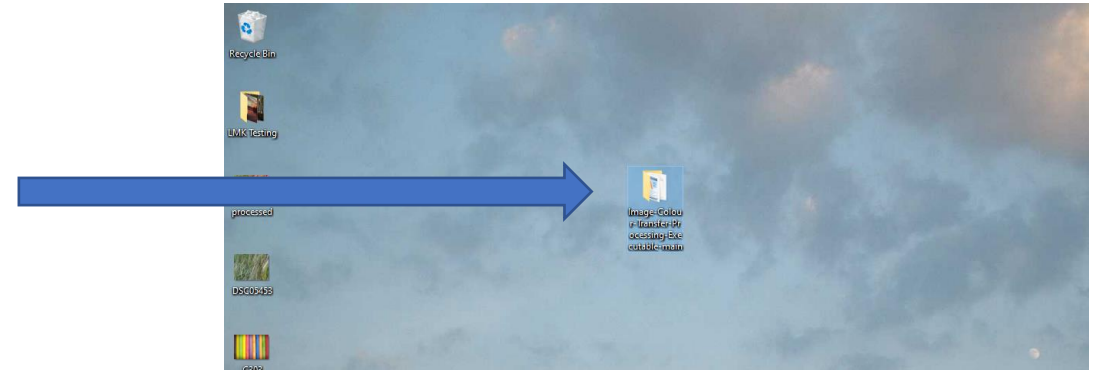 Recycle Bin
LMK Testing
processed
Image-Colou
r-Transfer-Pr
ocessing-Exe
cutable-main
DSC05453